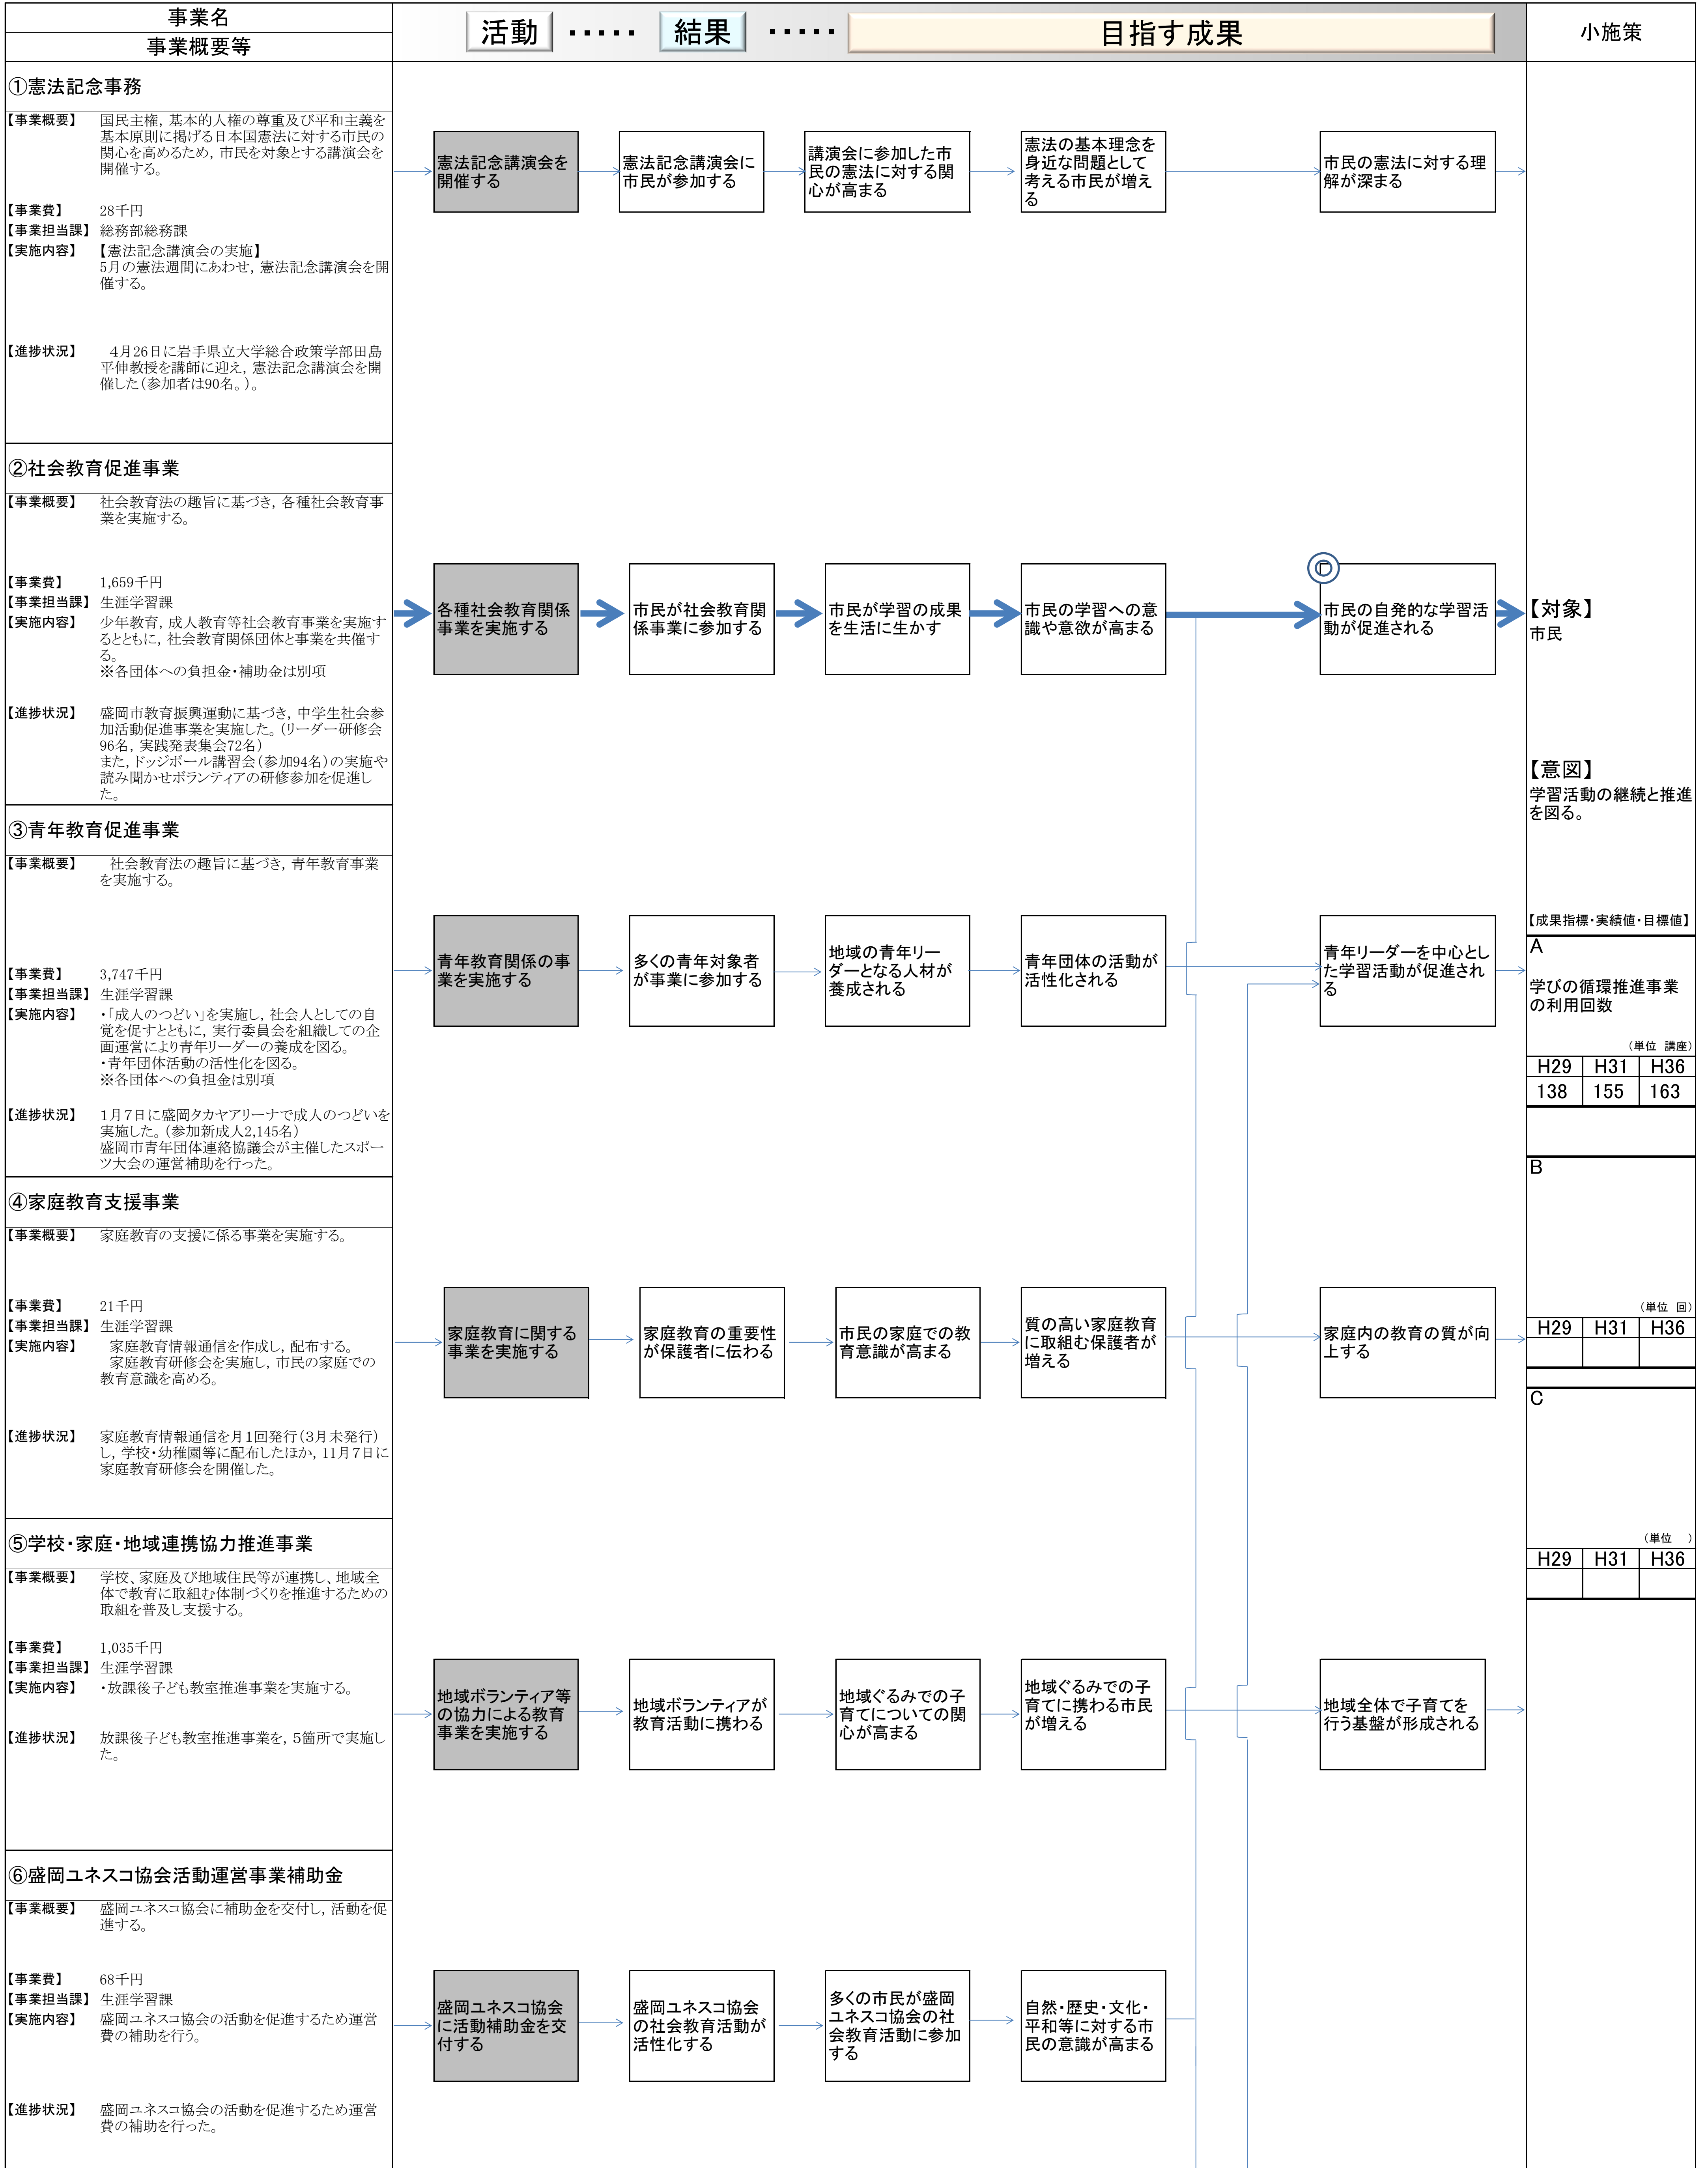 事業名
事業概要等
活動 ・・・・・ 結果 ・・・・・ 目指す成果
小施策
①憲法記念事務
【事業概要】 国民主権，基本的人権の尊重及び平和主義を
基本原則に掲げる日本国憲法に対する市民の
関心を高めるため，市民を対象とする講演会を
開催する。
【事業費】 28千円
【事業担当課】 総務部総務課
【実施内容】 【憲法記念講演会の実施】
5月の憲法週間にあわせ，憲法記念講演会を開
催する。
【進捗状況】 4月26日に岩手県立大学総合政策学部田島
平伸教授を講師に迎え，憲法記念講演会を開
催した（参加者は90名。）。
憲法記念講演会を
開催する
憲法記念講演会に
市民が参加する
講演会に参加した市
民の憲法に対する関
心が高まる
憲法の基本理念を
身近な問題として
考える市民が増え
る
市民の憲法に対する理
解が深まる
②社会教育促進事業
【事業概要】 社会教育法の趣旨に基づき，各種社会教育事
業を実施する。
【事業費】 1,659千円
【事業担当課】 生涯学習課
【実施内容】 少年教育，成人教育等社会教育事業を実施す
るとともに，社会教育関係団体と事業を共催す
る。
※各団体への負担金・補助金は別項
【進捗状況】 盛岡市教育振興運動に基づき，中学生社会参
加活動促進事業を実施した。（リーダー研修会
96名，実践発表集会72名）
また，ドッジボール講習会（参加94名）の実施や
読み聞かせボランティアの研修参加を促進し
た。
各種社会教育関係
事業を実施する
市民が社会教育関
係事業に参加する
市民が学習の成果
を生活に生かす
市民の学習への意
識や意欲が高まる
◎
市民の自発的な学習活
動が促進される
③青年教育促進事業
【事業概要】 社会教育法の趣旨に基づき，青年教育事業
を実施する。
【事業費】 3,747千円
【事業担当課】 生涯学習課
【実施内容】 ・「成人のつどい」を実施し，社会人としての自
覚を促すとともに，実行委員会を組織しての企
画運営により青年リーダーの養成を図る。
・青年団体活動の活性化を図る。
※各団体への負担金は別項
【進捗状況】 1月7日に盛岡タカヤアリーナで成人のつどいを
実施した。（参加新成人2,145名）
盛岡市青年団体連絡協議会が主催したスポー
ツ大会の運営補助を行った。
青年教育関係の事
業を実施する
多くの青年対象者
が事業に参加する
地域の青年リー
ダーとなる人材が
養成される
青年団体の活動が
活性化される
青年リーダーを中心とし
た学習活動が促進され
る
④家庭教育支援事業
【事業概要】 家庭教育の支援に係る事業を実施する。
【事業費】 21千円
【事業担当課】 生涯学習課
【実施内容】 家庭教育情報通信を作成し，配布する。
家庭教育研修会を実施し，市民の家庭での
教育意識を高める。
【進捗状況】 家庭教育情報通信を月1回発行（3月未発行）
し，学校・幼稚園等に配布したほか，11月7日に
家庭教育研修会を開催した。
家庭教育に関する
事業を実施する
家庭教育の重要性
が保護者に伝わる
市民の家庭での教
育意識が高まる
質の高い家庭教育
に取組む保護者が
増える
家庭内の教育の質が向
上する
⑤学校・家庭・地域連携協力推進事業
【事業概要】 学校、家庭及び地域住民等が連携し、地域全
体で教育に取組む体制づくりを推進するための
取組を普及し支援する。
【事業費】 1,035千円
【事業担当課】 生涯学習課
【実施内容】 ・放課後子ども教室推進事業を実施する。
【進捗状況】 放課後子ども教室推進事業を，5箇所で実施し
た。
地域ボランティア等
の協力による教育
事業を実施する
地域ボランティアが
教育活動に携わる
地域ぐるみでの子
育てについての関
心が高まる
地域ぐるみでの子
育てに携わる市民
が増える
地域全体で子育てを
行う基盤が形成される
⑥盛岡ユネスコ協会活動運営事業補助金
【事業概要】 盛岡ユネスコ協会に補助金を交付し，活動を促
進する。
【事業費】 68千円
【事業担当課】 生涯学習課
【実施内容】 盛岡ユネスコ協会の活動を促進するため運営
費の補助を行う。
【進捗状況】 盛岡ユネスコ協会の活動を促進するため運営
費の補助を行った。
盛岡ユネスコ協会
に活動補助金を交
付する
盛岡ユネスコ協会
の社会教育活動が
活性化する
多くの市民が盛岡
ユネスコ協会の社
会教育活動に参加
する
自然・歴史・文化・
平和等に対する市
民の意識が高まる
【対象】
市民
【意図】
学習活動の継続と推進
を図る。
【成果指標・実績値・目標値】
A
学びの循環推進事業
の利用回数
（単位 講座）
H29 H31 H36
138 155 163
B
（単位 回）
H29 H31 H36
C
（単位 ）
H29 H31 H36